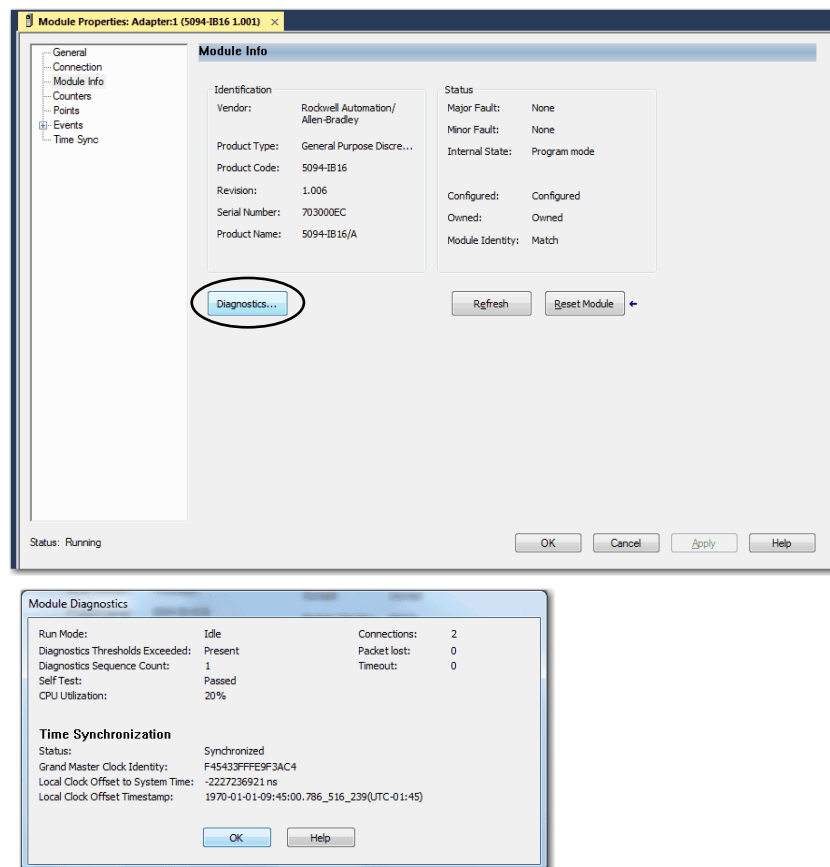 Module Properties: Adapter:1 (5094-IB16 1.001) ×
General
Connection
Module Info
Counters
Points
Events
Time Sync
Module Info
Identification
Vendor: Rockwell Automation/
Allen-Bradley
Product Type: General Purpose Discre...
Product Code: 5094-IB16
Revision: 1.006
Serial Number: 703000EC
Product Name: 5094-IB16/A
Status
Major Fault: None
Minor Fault: None
Internal State: Program mode
Configured: Configured
Owned: Owned
Module Identity: Match
Diagnostics... Refresh Reset Module
Status: Running OK Cancel Apply Help
Module Diagnostics
Run Mode: Idle Connections: 2
Diagnostics Thresholds Exceeded: Present Packet lost: 0
Diagnostics Sequence Count: 1 Timeout: 0
Self Test: Passed
CPU Utilization: 20%
Time Synchronization
Status: Synchronized
Grand Master Clock Identity: F45433FFFE9F3AC4
Local Clock Offset to System Time: -2227236921 ns
Local Clock Offset Timestamp: 1970-01-01-09:45:00.786_516_239(UTC-01:45)
OK Help